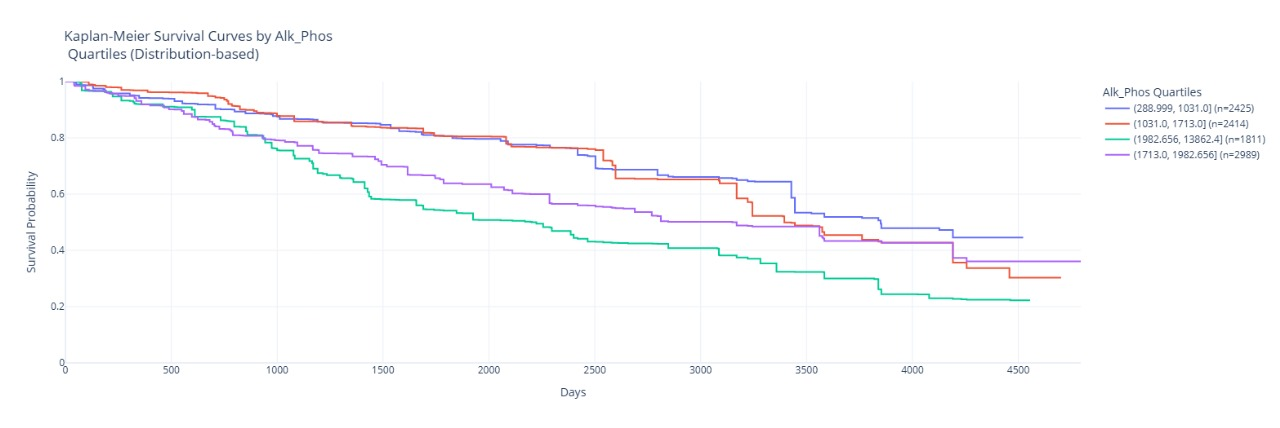 Kaplan-Meier Survival Curves by Alk_Phos
Quartiles (Distribution-based)
Alk_Phos Quartiles
(288.999, 1031.0] (n=2425)
(1031.0, 1713.0] (n=2414)
(1982.656, 13862.4] (n=1811)
(1713.0, 1982.656] (n=2989)
Survival Probability
1
0.8
0.6
0.4
0.2
0
0 500 1000 1500 2000 2500 3000 3500 4000 4500
Days